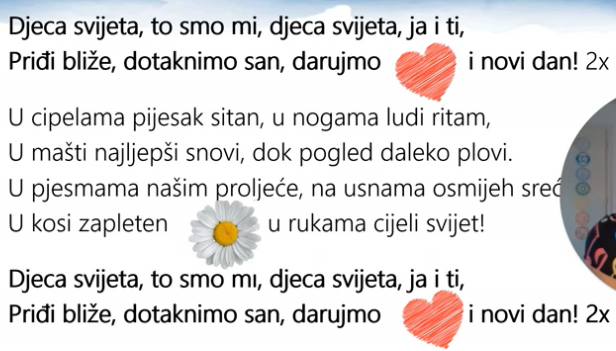 Djeca svijeta, to smo mi, djeca svijeta, ja i ti,
Priđi bliže, dotaknimo san, darujmo i novi dan! 2x
U cipelama pijesak sitan, u nogama ludi ritam,
U mašti najljepši snovi, dok pogled daleko plovi.
U pjesmama našim proljeće, na usnama osmijeh sreć
U kosi zapleten u rukama cijeli svijet!
Djeca svijeta, to smo mı, djeca svijeta, ja i ti,
Priđi bliže, dotaknimo san, darujmo i novi dan! 2x